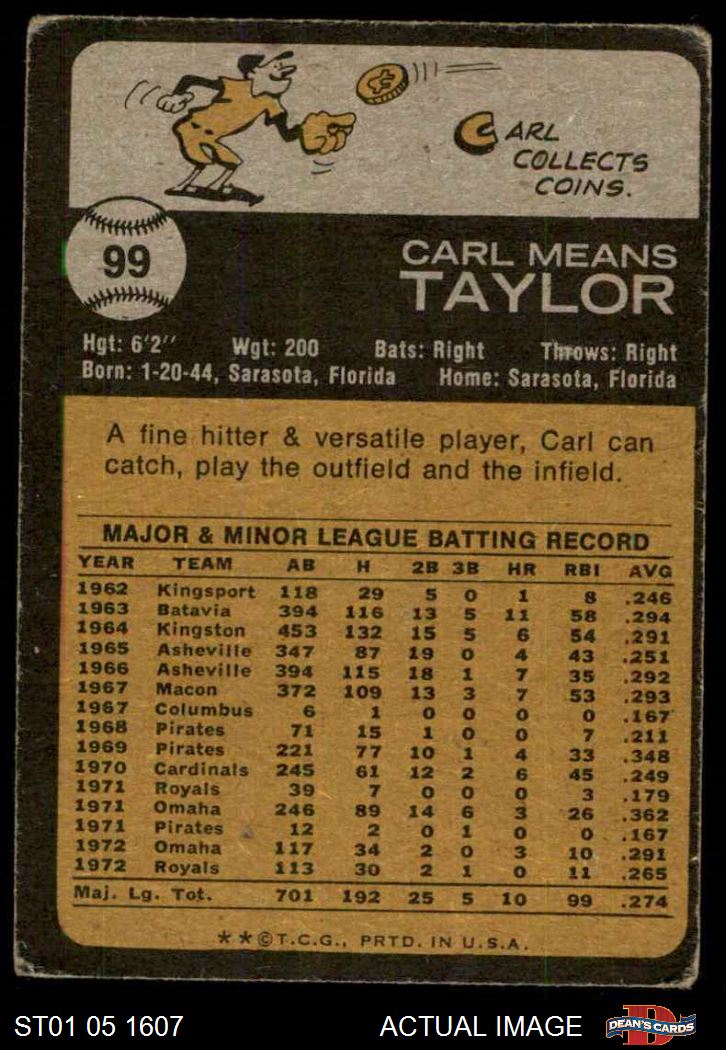 CARL
COLLECTS
COINS.
99
CARL MEANS
TAYLOR
Hgt: 6'2" Wgt: 200 Bats: Right Throws: Right
Born: 1-20-44, Sarasota, Florida Home: Sarasota, Florida
A fine hitter & versatile player, Carl can
catch, play the outfield and the infield.
MAJOR & MINOR LEAGUE BATTING RECORD
YEAR TEAM AB H 2B 3B HR RBI AVG
1962 Kingsport 118 29 5 0 1 8 .246
1963 Batavia 394 116 13 5 11 58 .294
1964 Kingston 453 132 15 5 6 54 .291
1965 Asheville 347 87 19 0 4 43 .251
1966 Asheville 394 115 18 1 7 35 .292
1967 Macon 372 109 13 3 7 53 .293
1967 Columbus 6 1 0 0 0 0 .167
1968 Pirates 71 15 1 0 0 7 .211
1969 Pirates 221 77 10 1 4 33 .348
1970 Cardinals 245 61 12 2 6 45 .249
1971 Royals 39 7 0 0 0 3 .179
1971 Omaha 246 89 14 6 3 26 .362
1971 Pirates 12 2 0 1 0 0 .167
1972 Omaha 117 34 2 0 3 10 .291
1972 Royals 113 30 2 1 0 11 .265
Maj. Lg. Tot. 701 192 25 5 10 99 .274
**©T.C.G., PRTD. IN U.S.A.
ST01 05 1607 ACTUAL IMAGE D DEAN'S CARDS